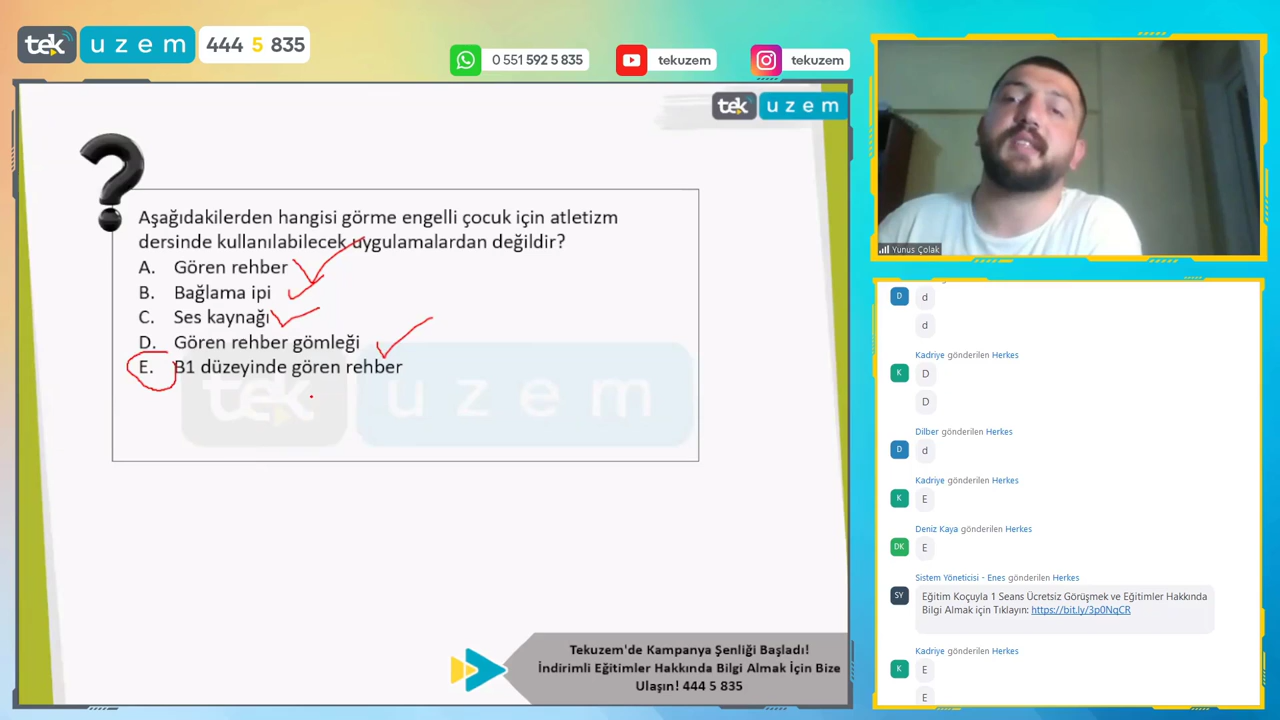 tek uzem 444 5 835
0 551 592 5 835
tekuzem
tekuzem
tek uzem
Aşağıdakilerden hangisi görme engelli çocuk için atletizm
dersinde kullanılabilecek uygulamalardan değildir?
A. Gören rehber
B. Bağlama ipi
C. Ses kaynağı
D. Gören rehber gömleği
E. B1 düzeyinde gören rehber
tek uzem
Tekuzem'de Kampanya Şenliği Başladı!
İndirimli Eğitimler Hakkında Bilgi Almak İçin Bize
Ulaşın! 444 5 835
Yunus Çolak
D
d
d
Kadriye gönderilen Herkes
K
D
D
Dilber gönderilen Herkes
D
d
Kadriye gönderilen Herkes
K
E
Deniz Kaya gönderilen Herkes
DK
E
Sistem Yöneticisi - Enes gönderilen Herkes
SY
Eğitim Koçuyla 1 Seans Ücretsiz Görüşmek ve Eğitimler Hakkında
Bilgi Almak için Tıklayın: https://bit.ly/3p0NqCR
Kadriye gönderilen Herkes
K
E
E